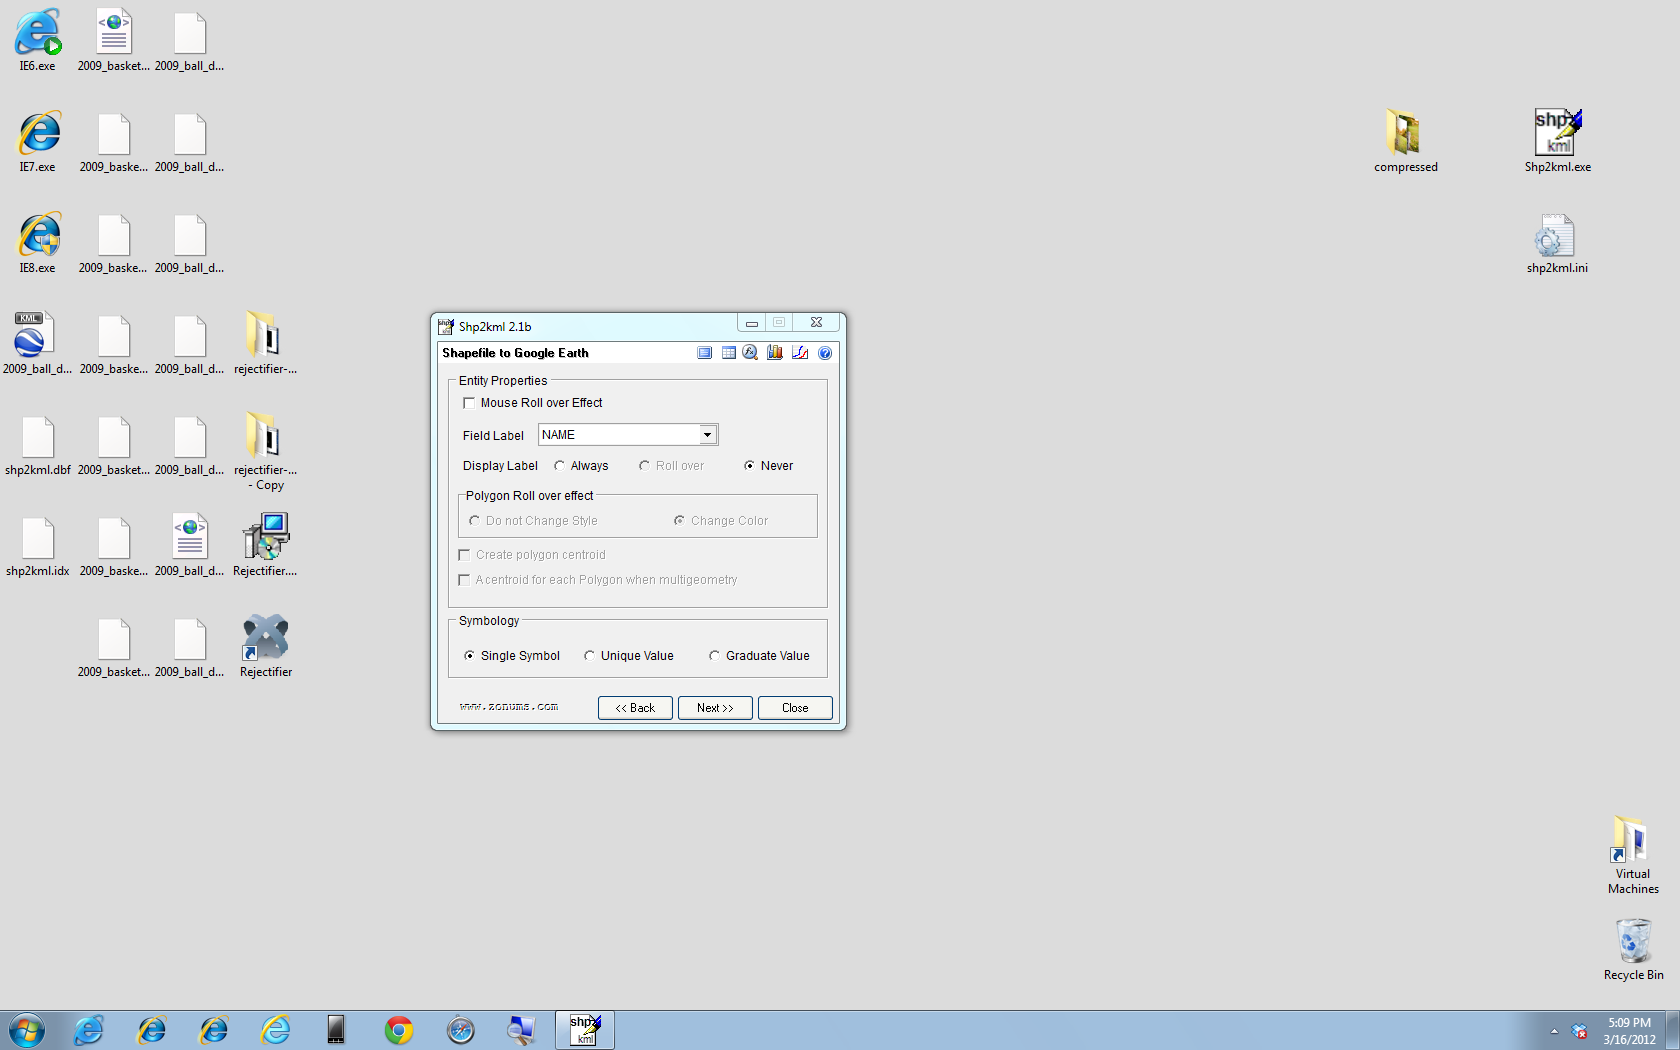 IE6.exe
2009_basket...
2009_ball_d...
IE7.exe
2009_baske...
2009_ball_d...
compressed
shp
kml
Shp2kml.exe
IE8.exe
2009_baske...
2009_ball_d...
shp2kml.ini
KML
2009_ball_d...
2009_baske...
2009_ball_d...
rejectifier-...
shp2kml.dbf
2009_basket...
2009_ball_d...
rejectifier-...
- Copy
shp2kml.idx
2009_baske...
2009_ball_d...
Rejectifier....
2009_basket...
2009_ball_d...
Rejectifier
Shp2kml 2.1b
Shapefile to Google Earth
Entity Properties
Mouse Roll over Effect
Field Label
NAME
Display Label
Always
Roll over
Never
Polygon Roll over effect
Do not Change Style
Change Color
Create polygon centroid
A centroid for each Polygon when multigeometry
Symbology
Single Symbol
Unique Value
Graduate Value
www.zonums.com
<< Back
Next >>
Close
Virtual
Machines
Recycle Bin
shp
kml
5:09 PM
3/16/2012